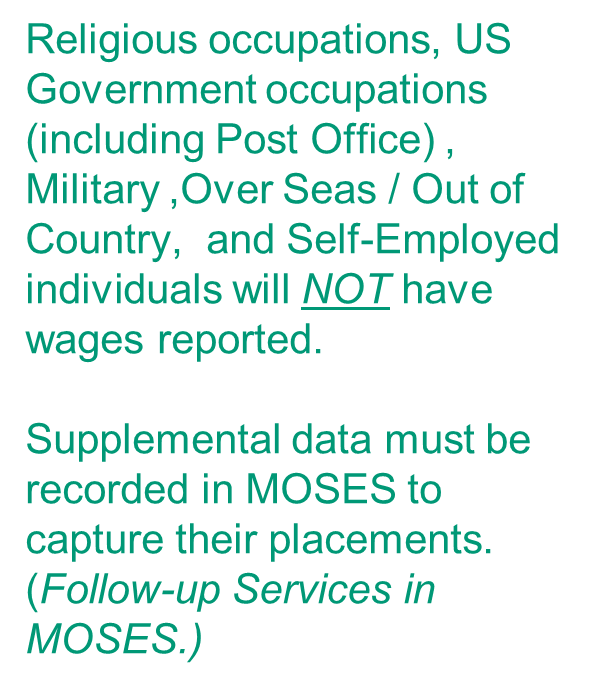 Religious occupations, US
Government occupations
(including Post Office) ,
Military ,Over Seas / Out of
Country,  and Self-Employed
individuals will NOT have
wages reported.
Supplemental data must be
recorded in MOSES to
capture their placements.
(Follow-up Services in
MOSES.)